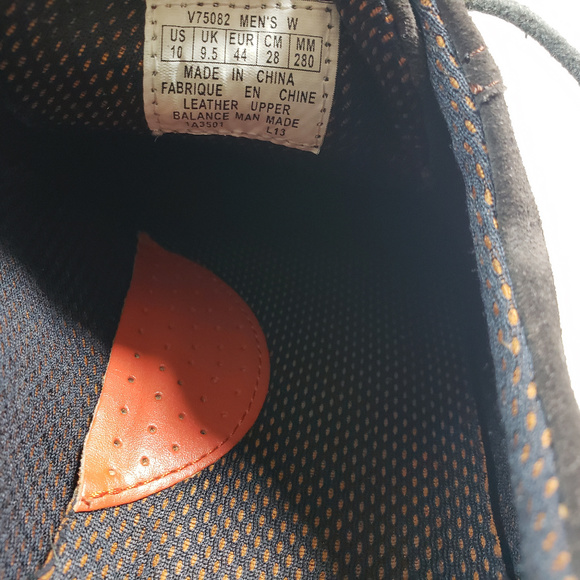 V75082 MEN'S W
US UK EUR CM MM
10 9.5 44 28 280
MADE IN CHINA
FABRIQUE EN CHINE
LEATHER UPPER
BALANCE MAN MADE
1A3501 L13